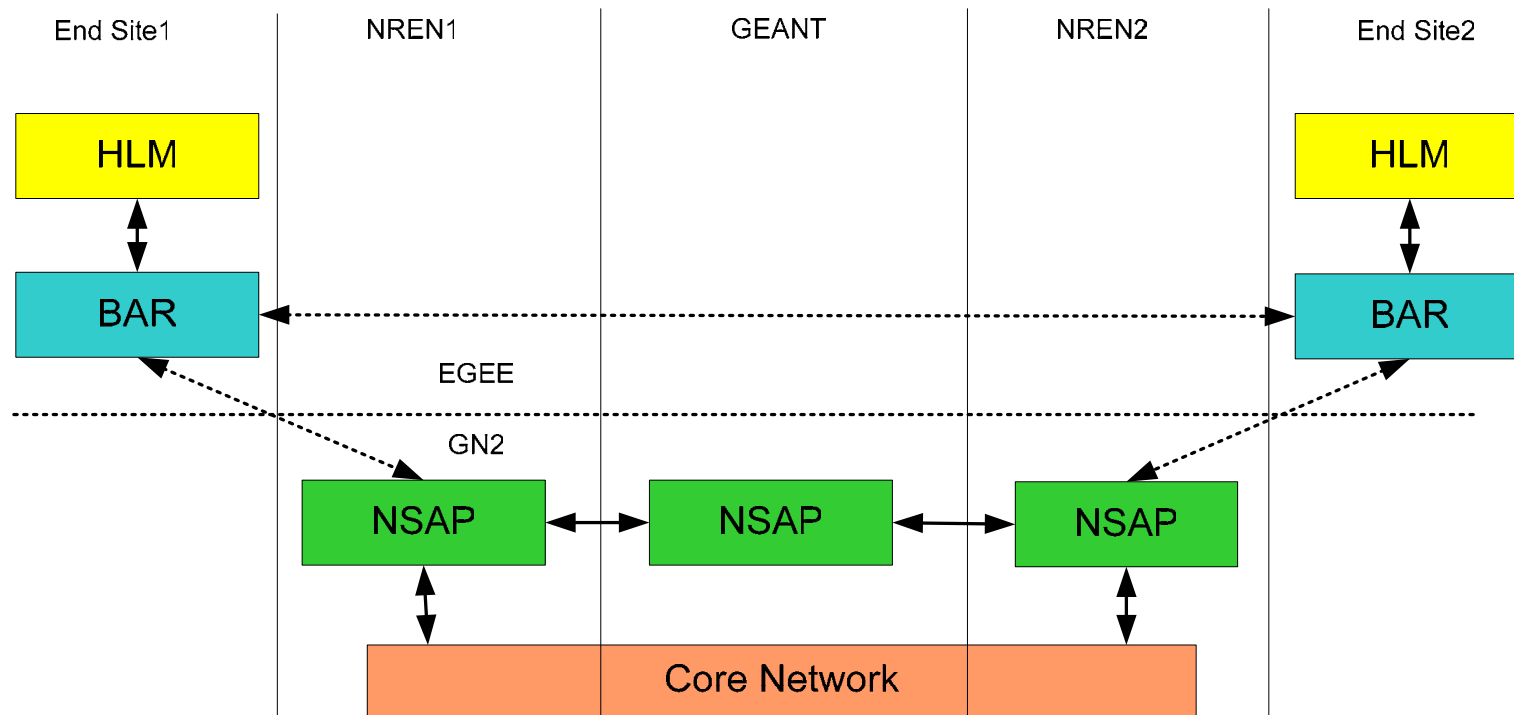 End Site1
NREN1
GEANT
NREN2
End Site2
HLM
HLM
BAR
BAR
EGEE
GN2
NSAP
NSAP
NSAP
Core Network